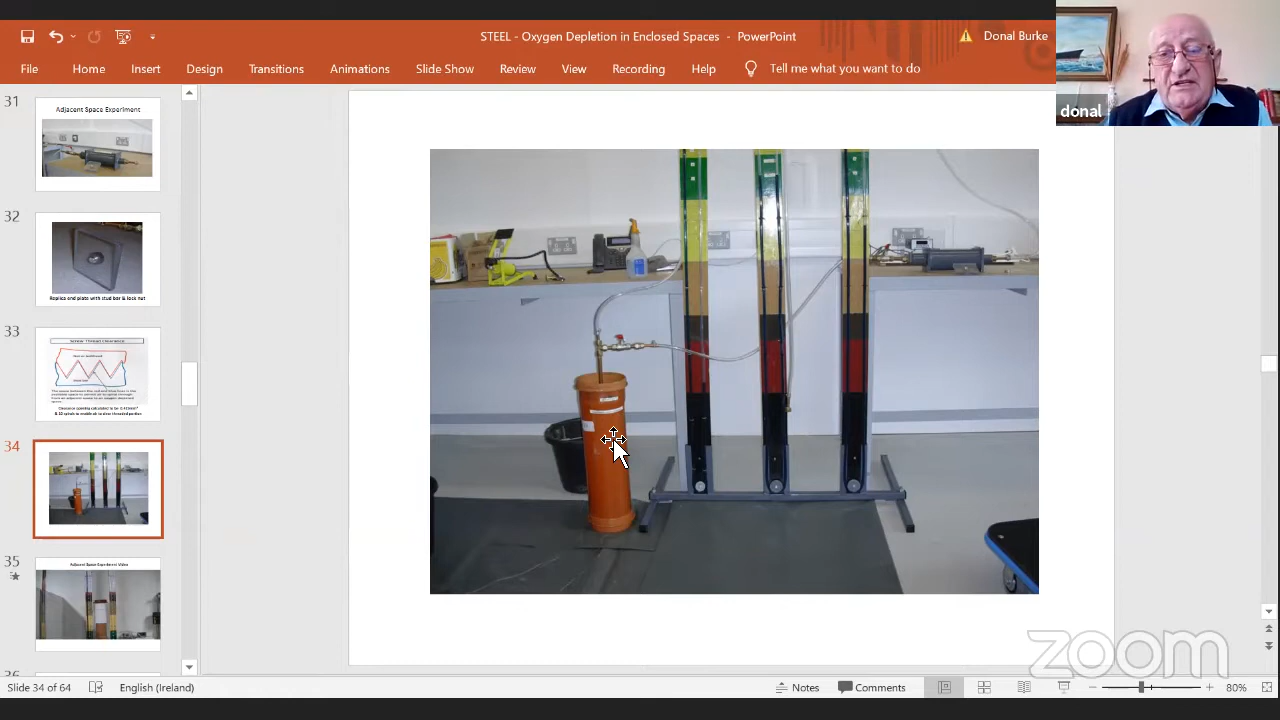 STEEL - Oxygen Depletion in Enclosed Spaces - PowerPoint
Donal Burke
File Home Insert Design Transitions Animations Slide Show Review View Recording Help Tell me what you want to do
donal
31
Adjacent Space Experiment
32
Replica end plate with stud bar & lock nut
33
Screw Thread Clearance
34
35
Adjacent Space Experiment Video
36
zoom
Slide 34 of 64 English (Ireland) Notes Comments 80%